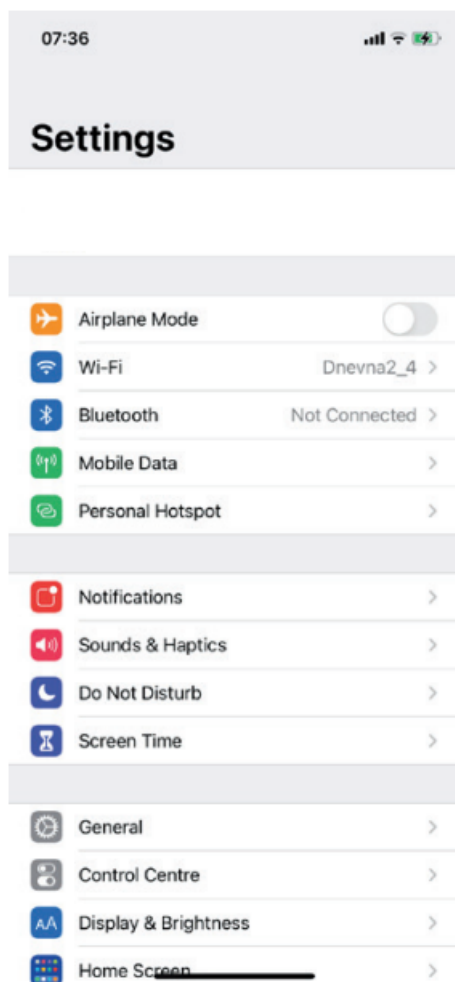 07:36
Settings
Airplane Mode
Wi-Fi Dnevna2_4
Bluetooth Not Connected
Mobile Data
Personal Hotspot
Notifications
Sounds & Haptics
Do Not Disturb
Screen Time
General
Control Centre
AA Display & Brightness
Home Screen